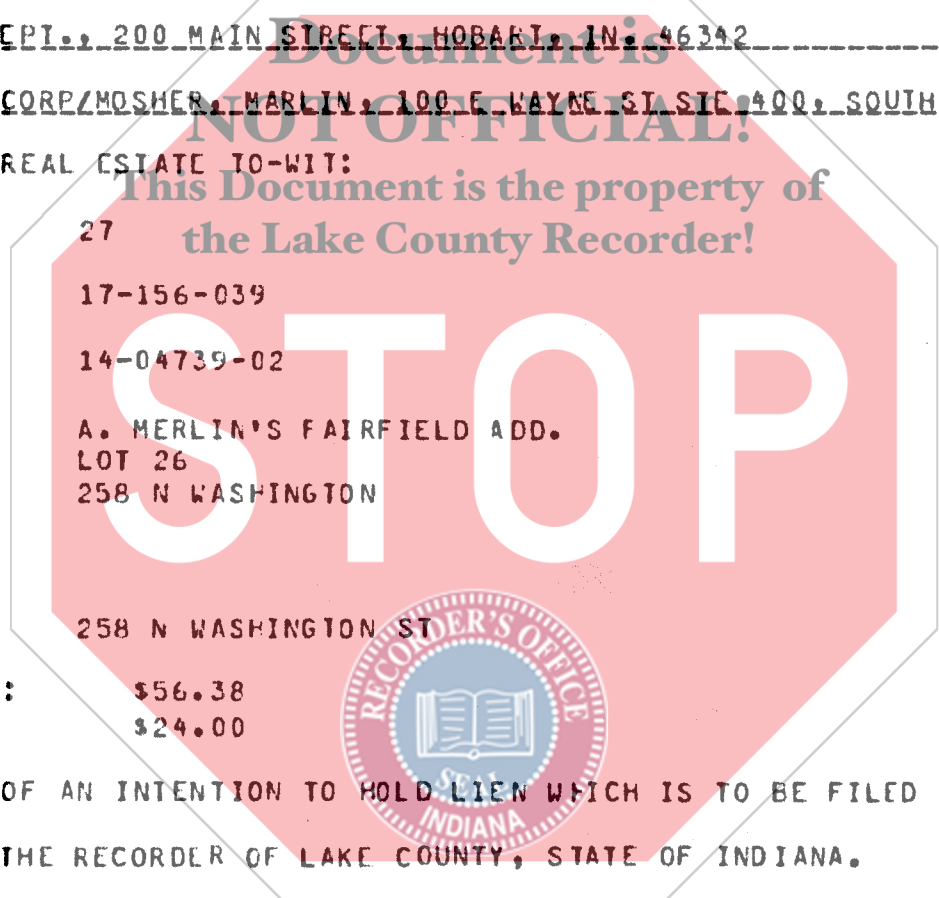 EPT., 200 MAIN STREET, HOBART, IN. 46342
Document is
CORP/MOSHER, MARLIN, 100 E WAYNE ST STE 400, SOUTH
NOT OFFICIAL!
REAL ESTATE TO-WIT:
This Document is the property of
27
the Lake County Recorder!
17-156-039
14-04739-02
STOP
A. MERLIN'S FAIRFIELD ADD.
LOT 26
258 N WASHINGTON
258 N WASHINGTON ST
RECORDER'S OFFICE
: $56.38
$24.00
SEAL
OF AN INTENTION TO HOLD LIEN WHICH IS TO BE FILED
INDIANA
THE RECORDER OF LAKE COUNTY, STATE OF INDIANA.